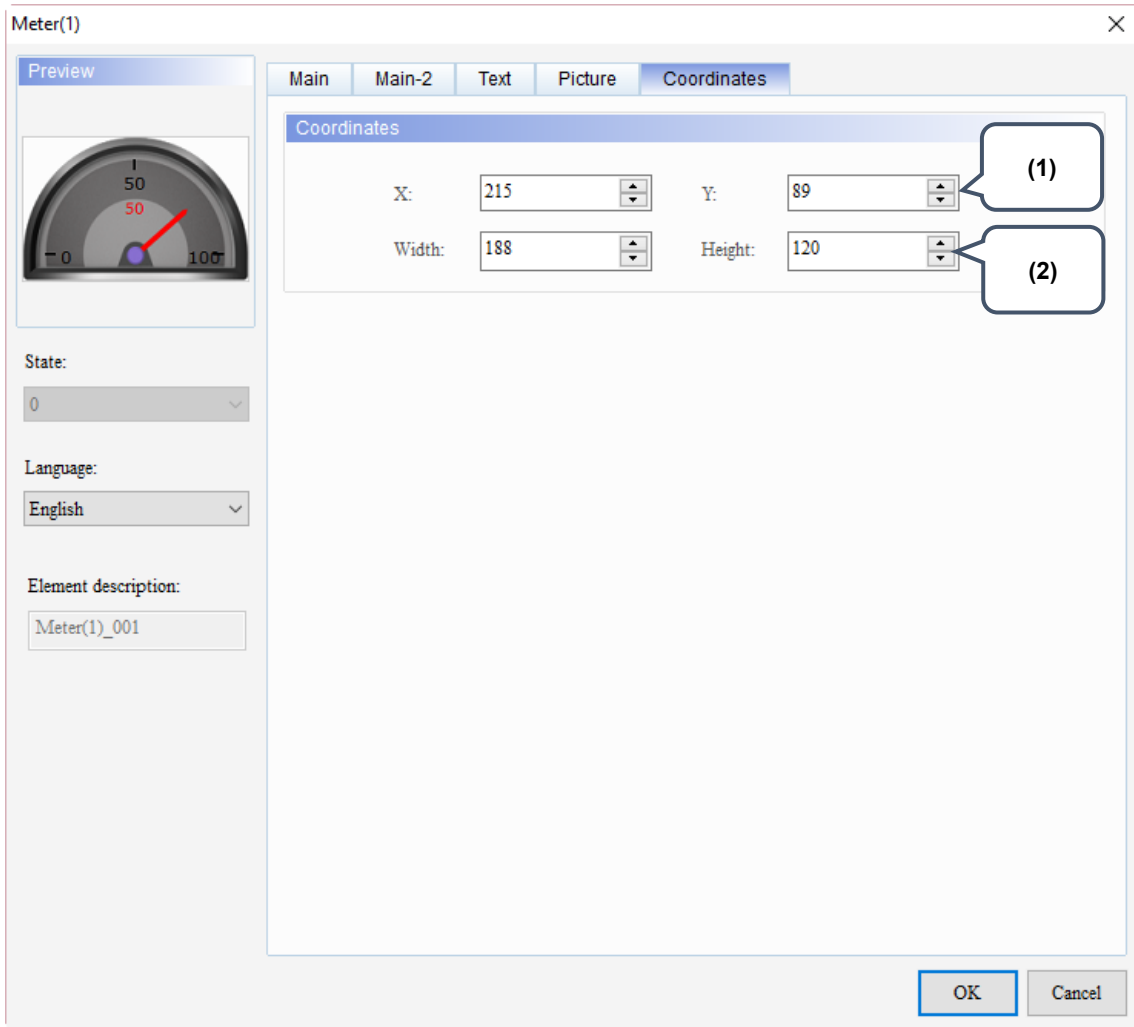 Meter(1)
Preview
50
50
0
100
State:
0
Language:
English
Element description:
Meter(1)_001
Main Main-2 Text Picture Coordinates
Coordinates
X: 215 Y: 89
(1)
Width: 188 Height: 120
(2)
OK Cancel